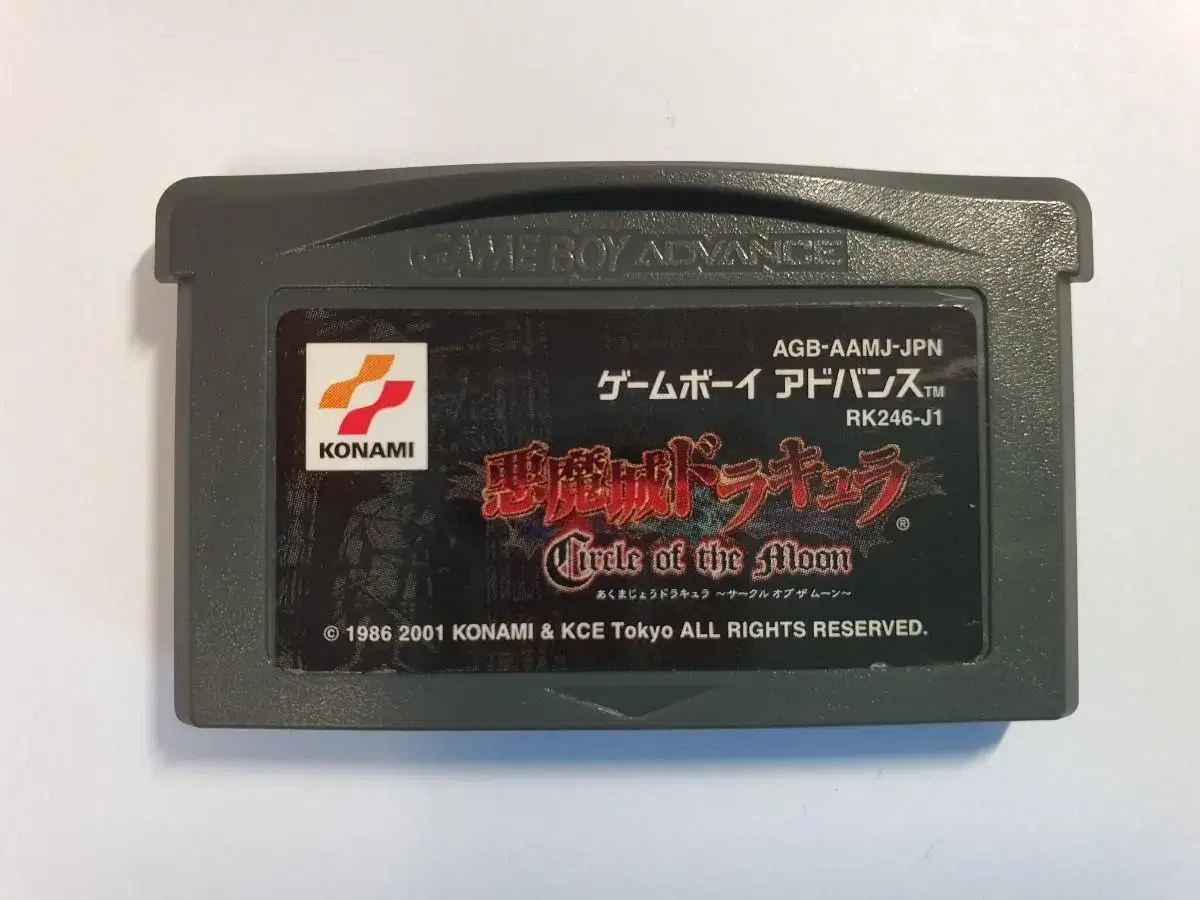 GAME BOY ADVANCE
KONAMI
AGB-AAMJ-JPN
ゲームボーイ アドバンス™
RK246-J1
悪魔城ドラキュラ®
Circle of the Moon
あくまじょうドラキュラ 〜サークル オブ ザ ムーン〜
© 1986 2001 KONAMI & KCE Tokyo ALL RIGHTS RESERVED.